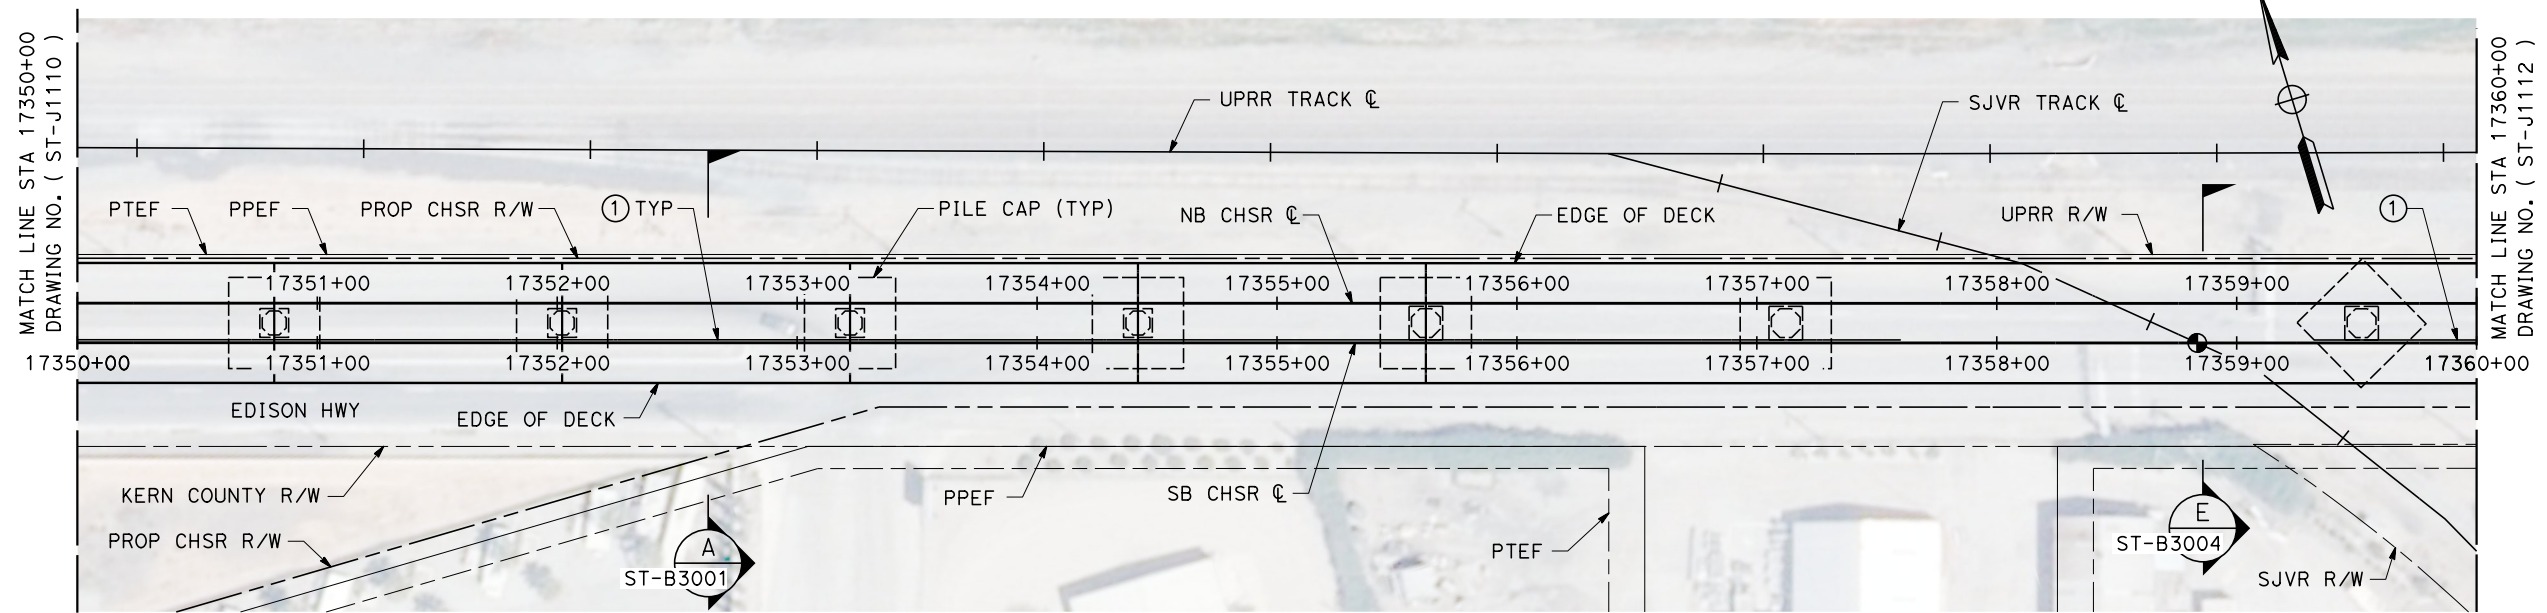 MATCH LINE STA 17350+00
DRAWING NO. ( ST-J1110 )
UPRR TRACK ℄
SJVR TRACK ℄
PTEF
PPEF
PROP CHSR R/W
1 TYP
PILE CAP (TYP)
NB CHSR ℄
EDGE OF DECK
UPRR R/W
1
17351+00 17352+00 17353+00 17354+00 17355+00 17356+00 17357+00 17358+00 17359+00
17350+00 17351+00 17352+00 17353+00 17354+00 17355+00 17356+00 17357+00 17358+00 17359+00 17360+00
EDISON HWY
EDGE OF DECK
KERN COUNTY R/W
PPEF
SB CHSR ℄
PROP CHSR R/W
A
ST-B3001
PTEF
E
ST-B3004
SJVR R/W
MATCH LINE STA 17360+00
DRAWING NO. ( ST-J1112 )